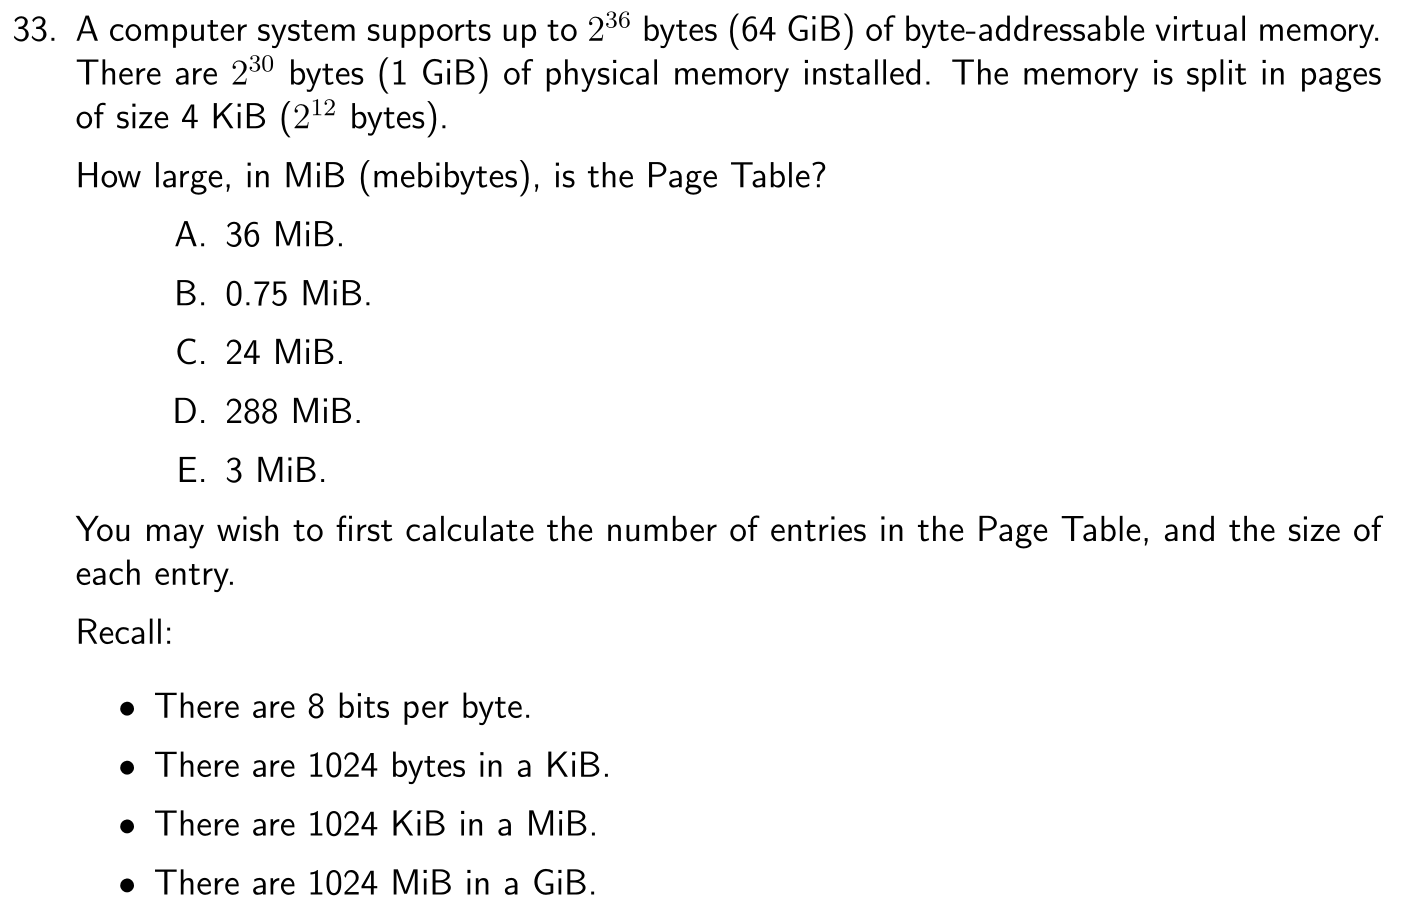 33. A computer system supports up to 2^36 bytes (64 GiB) of byte-addressable virtual memory.
There are 2^30 bytes (1 GiB) of physical memory installed. The memory is split in pages
of size 4 KiB (2^12 bytes).
How large, in MiB (mebibytes), is the Page Table?
A. 36 MiB.
B. 0.75 MiB.
C. 24 MiB.
D. 288 MiB.
E. 3 MiB.
You may wish to first calculate the number of entries in the Page Table, and the size of
each entry.
Recall:
• There are 8 bits per byte.
• There are 1024 bytes in a KiB.
• There are 1024 KiB in a MiB.
• There are 1024 MiB in a GiB.